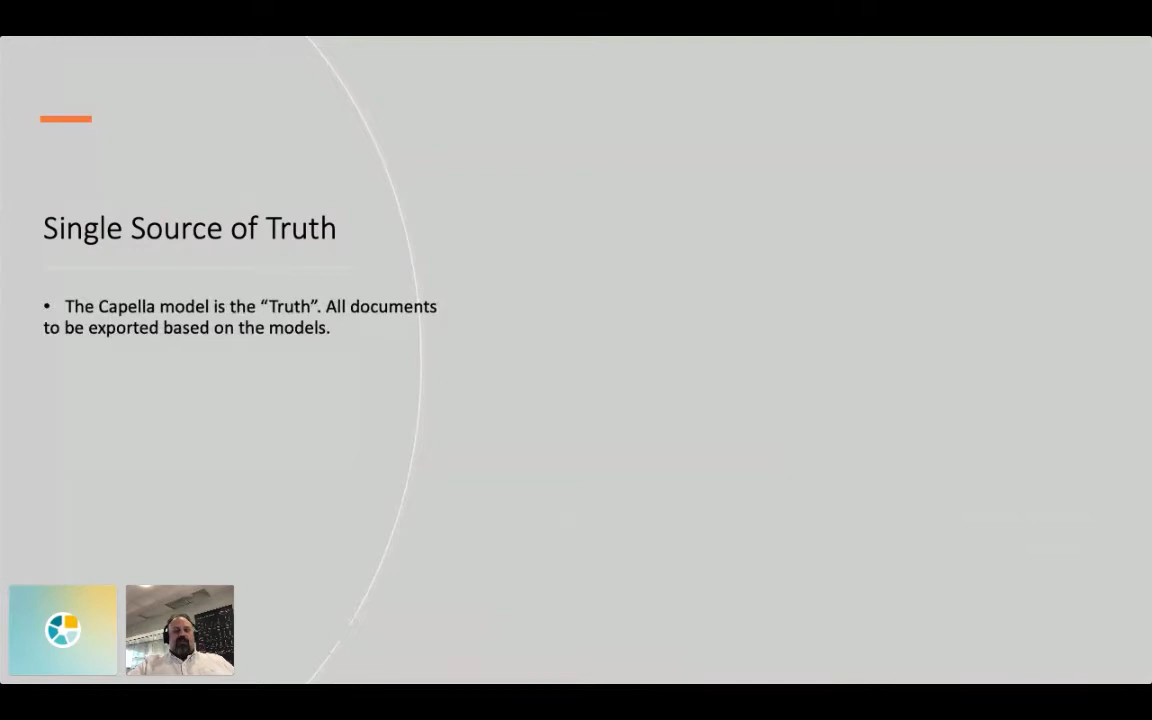 Single Source of Truth
• The Capella model is the “Truth”. All documents
to be exported based on the models.